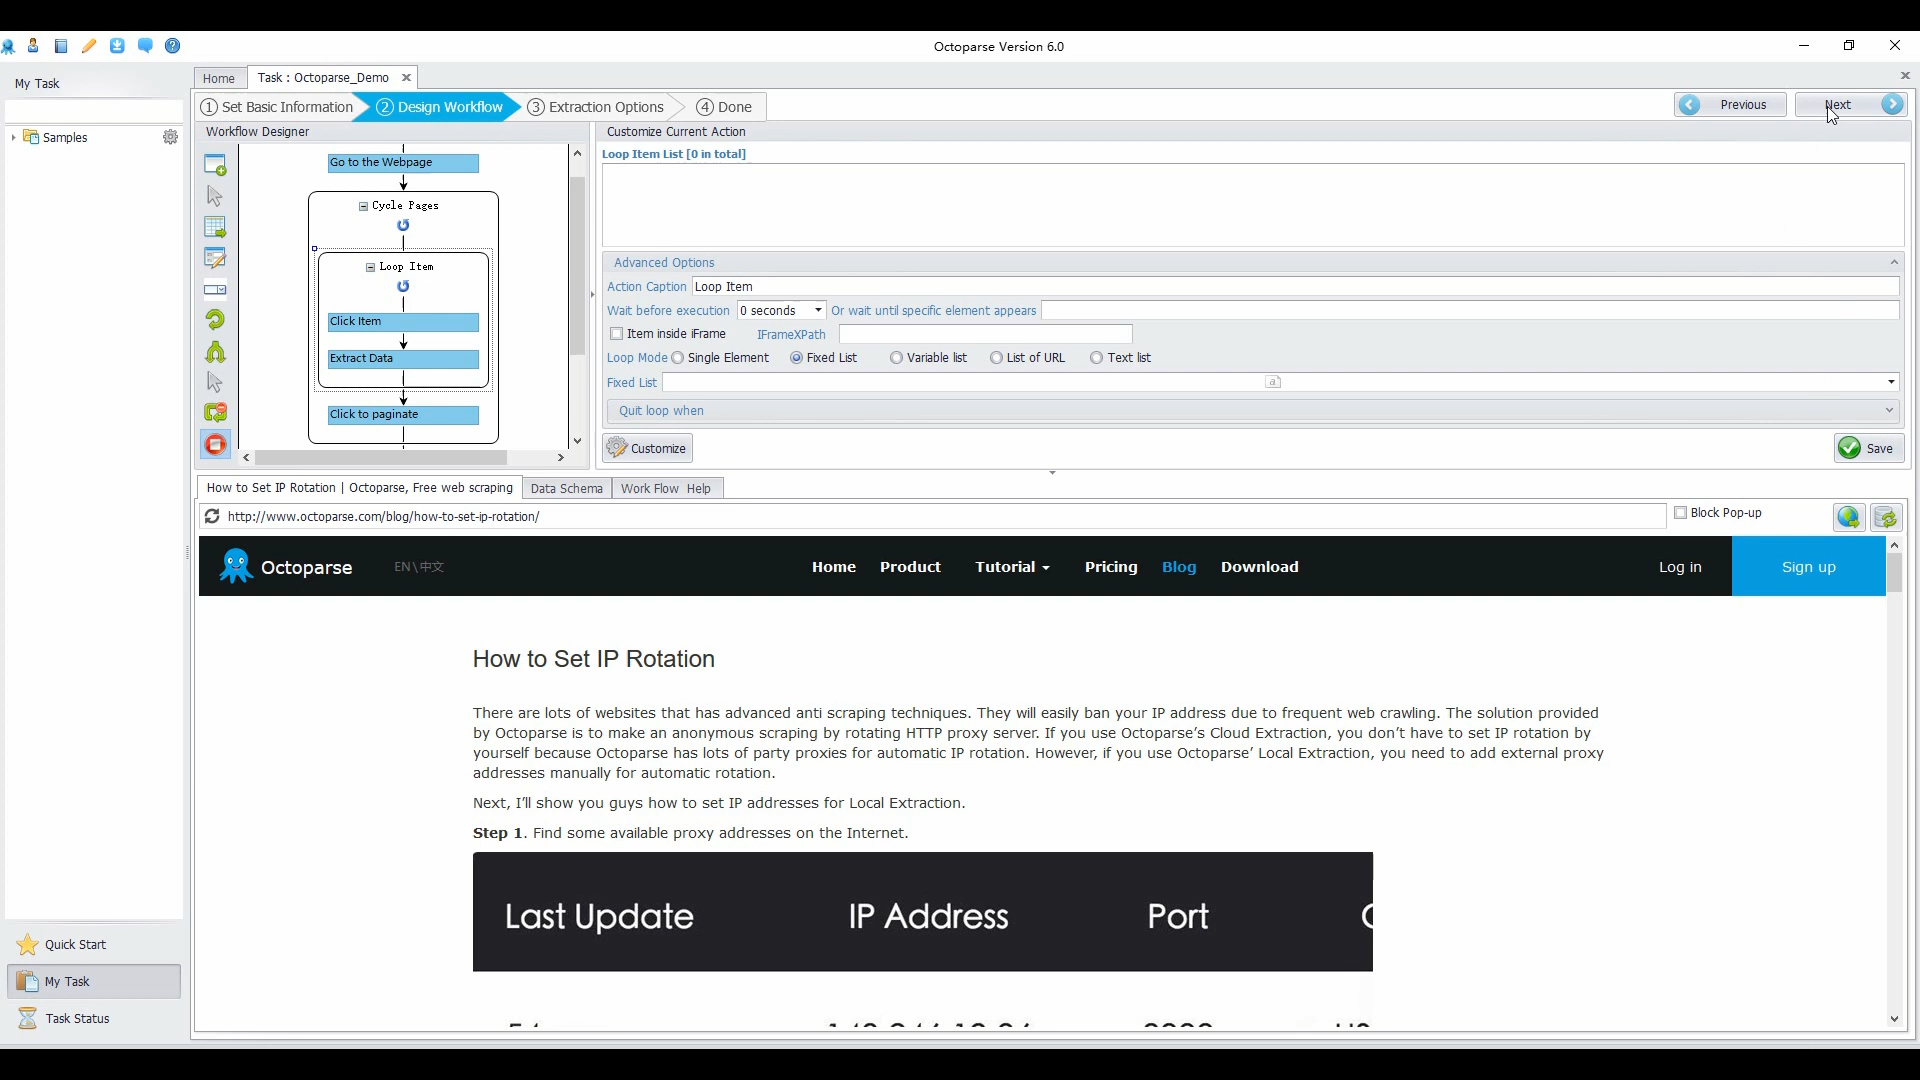 Octoparse Version 6.0
My Task
Home
Task : Octoparse_Demo
1 Set Basic Information
2 Design Workflow
3 Extraction Options
4 Done
Previous
Next
Samples
Workflow Designer
Go to the Webpage
Cycle Pages
Loop Item
Click Item
Extract Data
Click to paginate
Customize Current Action
Loop Item List [0 in total]
Advanced Options
Action Caption Loop Item
Wait before execution 0 seconds Or wait until specific element appears
Item inside iFrame IFrameXPath
Loop Mode Single Element Fixed List Variable list List of URL Text list
Fixed List a
Quit loop when
Customize
Save
How to Set IP Rotation | Octoparse, Free web scraping
Data Schema
Work Flow Help
http://www.octoparse.com/blog/how-to-set-ip-rotation/
Block Pop-up
Octoparse
EN\中文
Home Product Tutorial Pricing Blog Download
Log in
Sign up
How to Set IP Rotation
There are lots of websites that has advanced anti scraping techniques. They will easily ban your IP address due to frequent web crawling. The solution provided
by Octoparse is to make an anonymous scraping by rotating HTTP proxy server. If you use Octoparse's Cloud Extraction, you don't have to set IP rotation by
yourself because Octoparse has lots of party proxies for automatic IP rotation. However, if you use Octoparse' Local Extraction, you need to add external proxy
addresses manually for automatic rotation.
Next, I'll show you guys how to set IP addresses for Local Extraction.
Step 1. Find some available proxy addresses on the Internet.
Last Update IP Address Port
Quick Start
My Task
Task Status